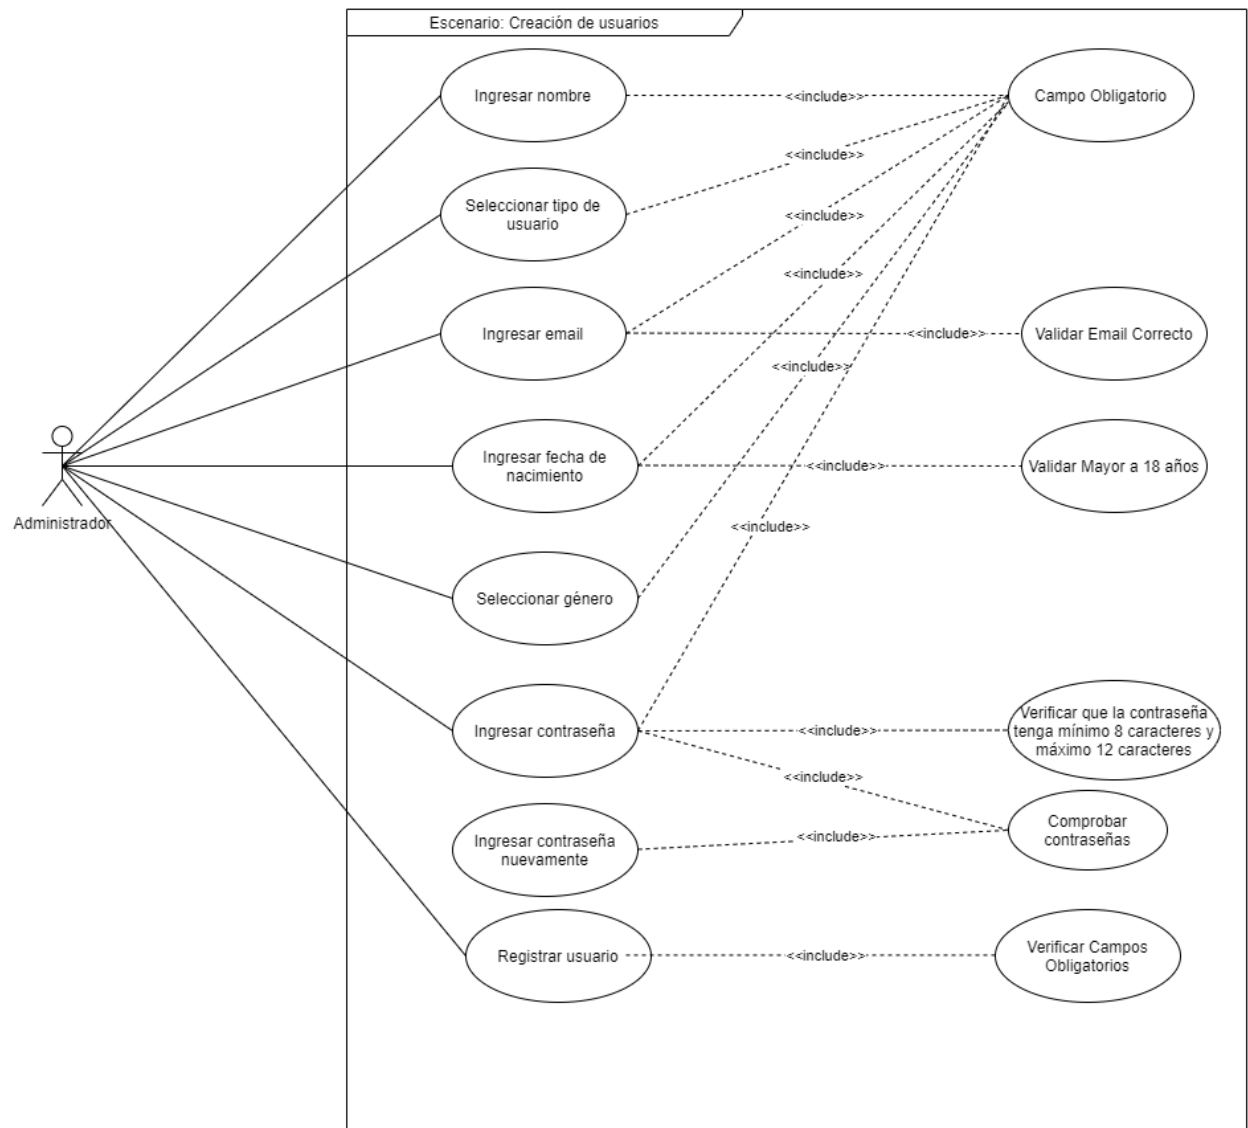 Escenario: Creación de usuarios
Ingresar nombre
<<include>>
Campo Obligatorio
<<include>>
Seleccionar tipo de
usuario
<<include>>
<<include>>
Ingresar email
<<include>>
Validar Email Correcto
<<include>>
Ingresar fecha de
nacimiento
<<include>>
Validar Mayor a 18 años
Administrador
<<include>>
Seleccionar género
Ingresar contraseña
<<include>>
Verificar que la contraseña
tenga mínimo 8 caracteres y
máximo 12 caracteres
<<include>>
Ingresar contraseña
nuevamente
<<include>>
Comprobar
contraseñas
Registrar usuario
<<include>>
Verificar Campos
Obligatorios